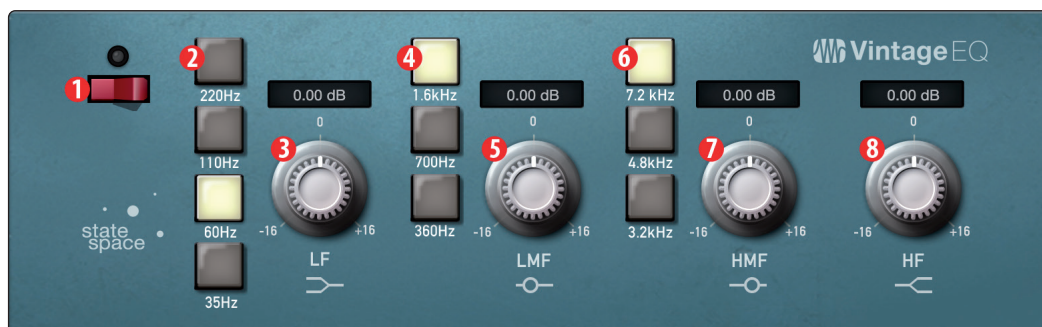 1
2
220Hz
110Hz
60Hz
35Hz
0.00 dB
0
3
-16
+16
LF
4
1.6kHz
700Hz
360Hz
0.00 dB
0
5
-16
+16
LMF
6
7.2 kHz
4.8kHz
3.2kHz
0.00 dB
0
7
-16
+16
HMF
VintageEQ
0.00 dB
0
8
-16
+16
HF
state
space